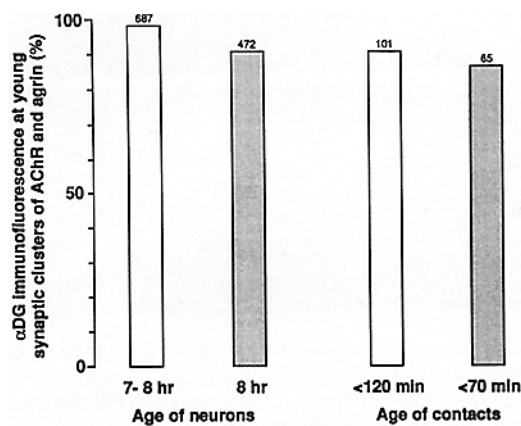 αDG immunofluorescence at young
synaptic clusters of AChR and agrin (%)
100
50
0
687
472
101
65
7- 8 hr
8 hr
<120 min
<70 min
Age of neurons
Age of contacts